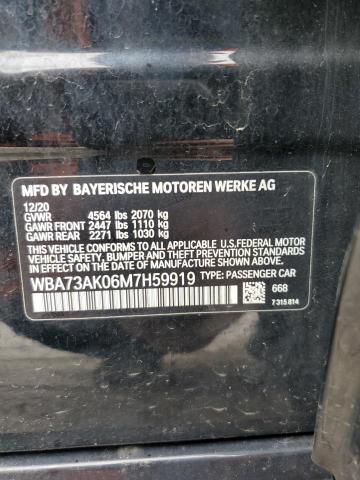 MFD BY BAYERISCHE MOTOREN WERKE AG
12/20
GVWR 4564 lbs 2070 kg
GAWR FRONT 2447 lbs 1110 kg
GAWR REAR 2271 lbs 1030 kg
THIS VEHICLE CONFORMS TO ALL APPLICABLE U.S.FEDERAL MOTOR
VEHICLE SAFETY, BUMPER, AND THEFT PREVENTION STANDARDS
IN EFFECT ON THE DATE OF MANUFACTURE SHOWN ABOVE.
WBA73AK06M7H59919 TYPE: PASSENGER CAR
668
7 315 814